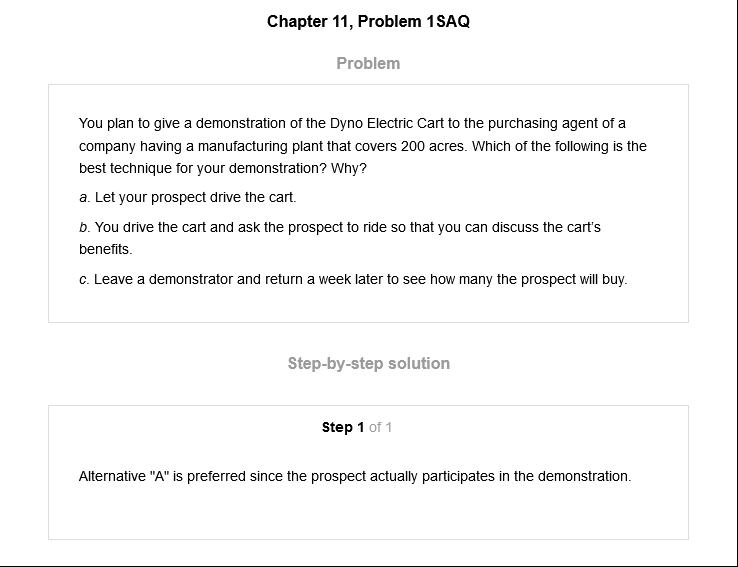 Chapter 11, Problem 1SAQ
Problem
You plan to give a demonstration of the Dyno Electric Cart to the purchasing agent of a
company having a manufacturing plant that covers 200 acres. Which of the following is the
best technique for your demonstration? Why?
a. Let your prospect drive the cart.
b. You drive the cart and ask the prospect to ride so that you can discuss the cart's
benefits.
c. Leave a demonstrator and return a week later to see how many the prospect will buy.
Step-by-step solution
Step 1 of 1
Alternative "A" is preferred since the prospect actually participates in the demonstration.